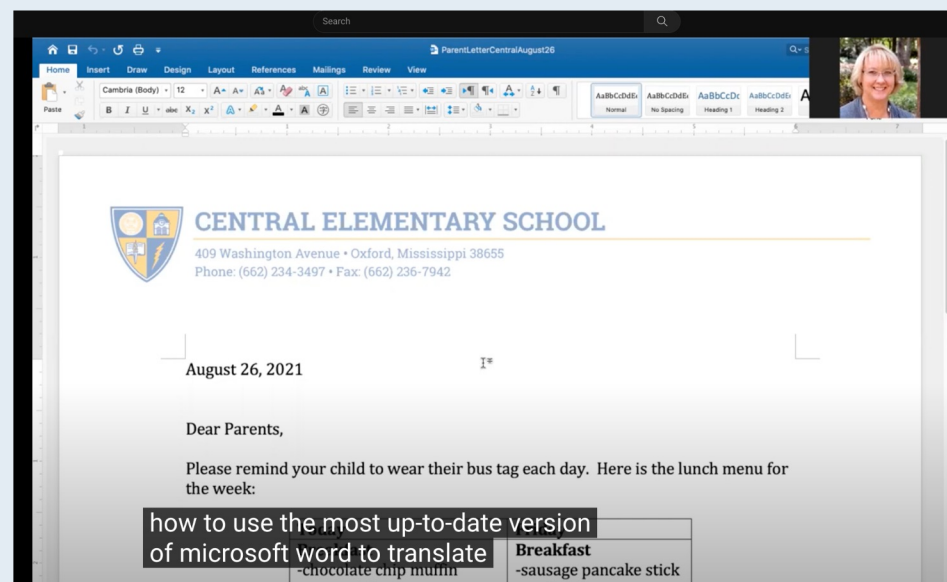 Search
ParentLetterCentralAugust26
Home Insert Draw Design Layout References Mailings Review View
Paste
Cambria (Body) 12
AaBbCcDdEe AaBbCcDdEe AaBbCcDc AaBbCcDdEe
Normal No Spacing Heading 1 Heading 2
CENTRAL ELEMENTARY SCHOOL
409 Washington Avenue • Oxford, Mississippi 38655
Phone: (662) 234-3497 • Fax: (662) 236-7942
August 26, 2021
Dear Parents,
Please remind your child to wear their bus tag each day. Here is the lunch menu for
the week:
how to use the most up-to-date version
of microsoft word to translate
Breakfast
-chocolate chip muffin
-sausage pancake stick